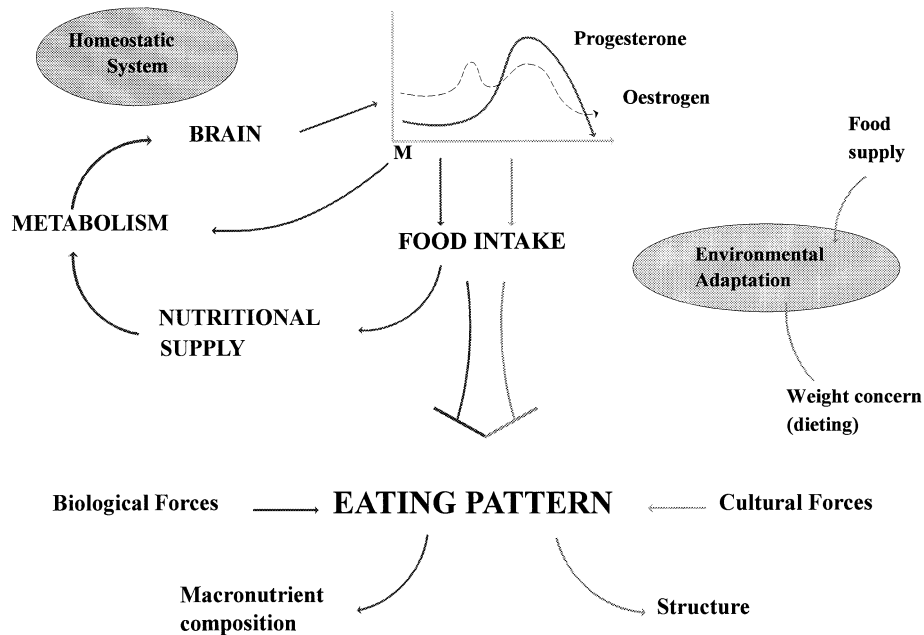 Homeostatic
System
Progesterone
Oestrogen
BRAIN
M
Food
supply
METABOLISM
FOOD INTAKE
Environmental
Adaptation
NUTRITIONAL
SUPPLY
Weight concern
(dieting)
Biological Forces
EATING PATTERN
Cultural Forces
Macronutrient
composition
Structure